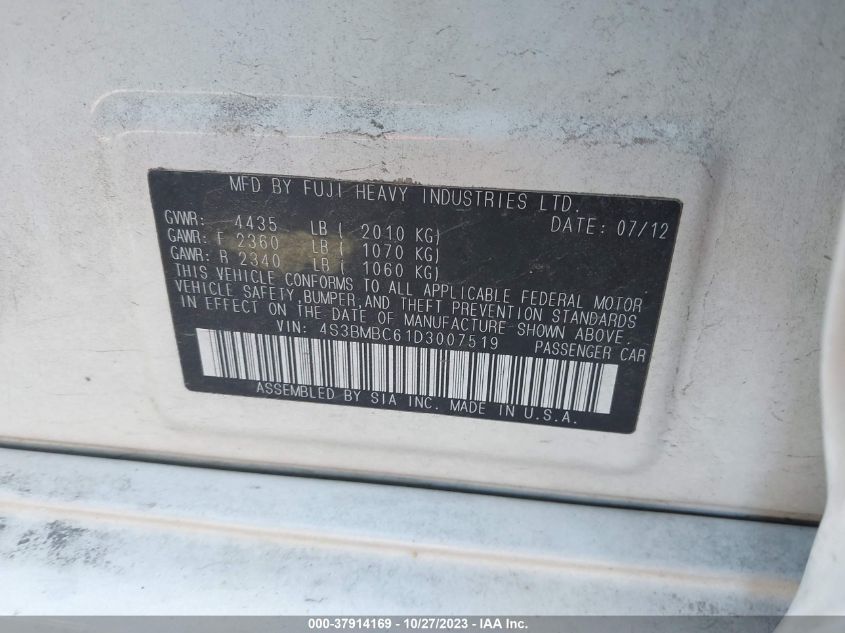 MFD BY FUJI HEAVY INDUSTRIES LTD.
GVWR: 4435 LB ( 2010 KG) DATE: 07/12
GAWR: F 2360 LB ( 1070 KG)
GAWR: R 2340 LB ( 1060 KG)
THIS VEHICLE CONFORMS TO ALL APPLICABLE FEDERAL MOTOR
VEHICLE SAFETY,BUMPER,AND THEFT PREVENTION STANDARDS
IN EFFECT ON THE DATE OF MANUFACTURE SHOWN ABOVE.
VIN: 4S3BMBC61D3007519 PASSENGER CAR
ASSEMBLED BY SIA INC. MADE IN U.S.A.
000-37914169 - 10/27/2023 - IAA Inc.